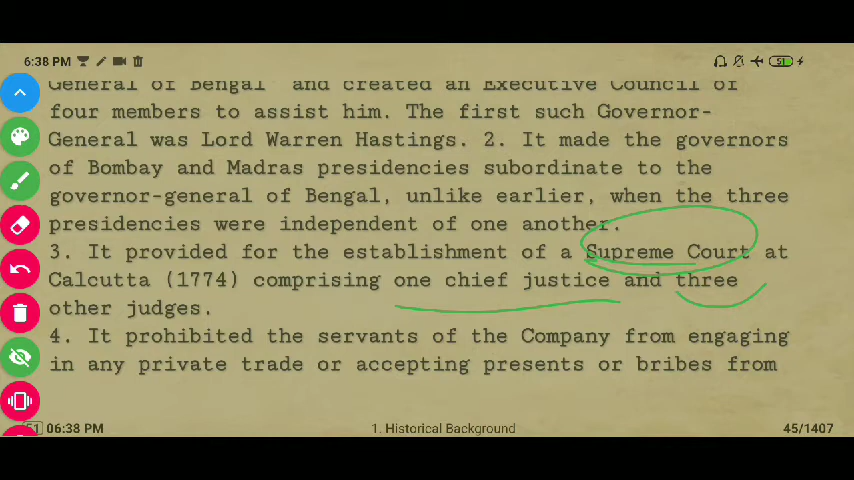 6:38 PM
51
General of Bengal and created an Executive Council of
four members to assist him. The first such Governor-
General was Lord Warren Hastings. 2. It made the governors
of Bombay and Madras presidencies subordinate to the
governor-general of Bengal, unlike earlier, when the three
presidencies were independent of one another.
3. It provided for the establishment of a Supreme Court at
Calcutta (1774) comprising one chief justice and three
other judges.
4. It prohibited the servants of the Company from engaging
in any private trade or accepting presents or bribes from
51 06:38 PM
1. Historical Background
45/1407